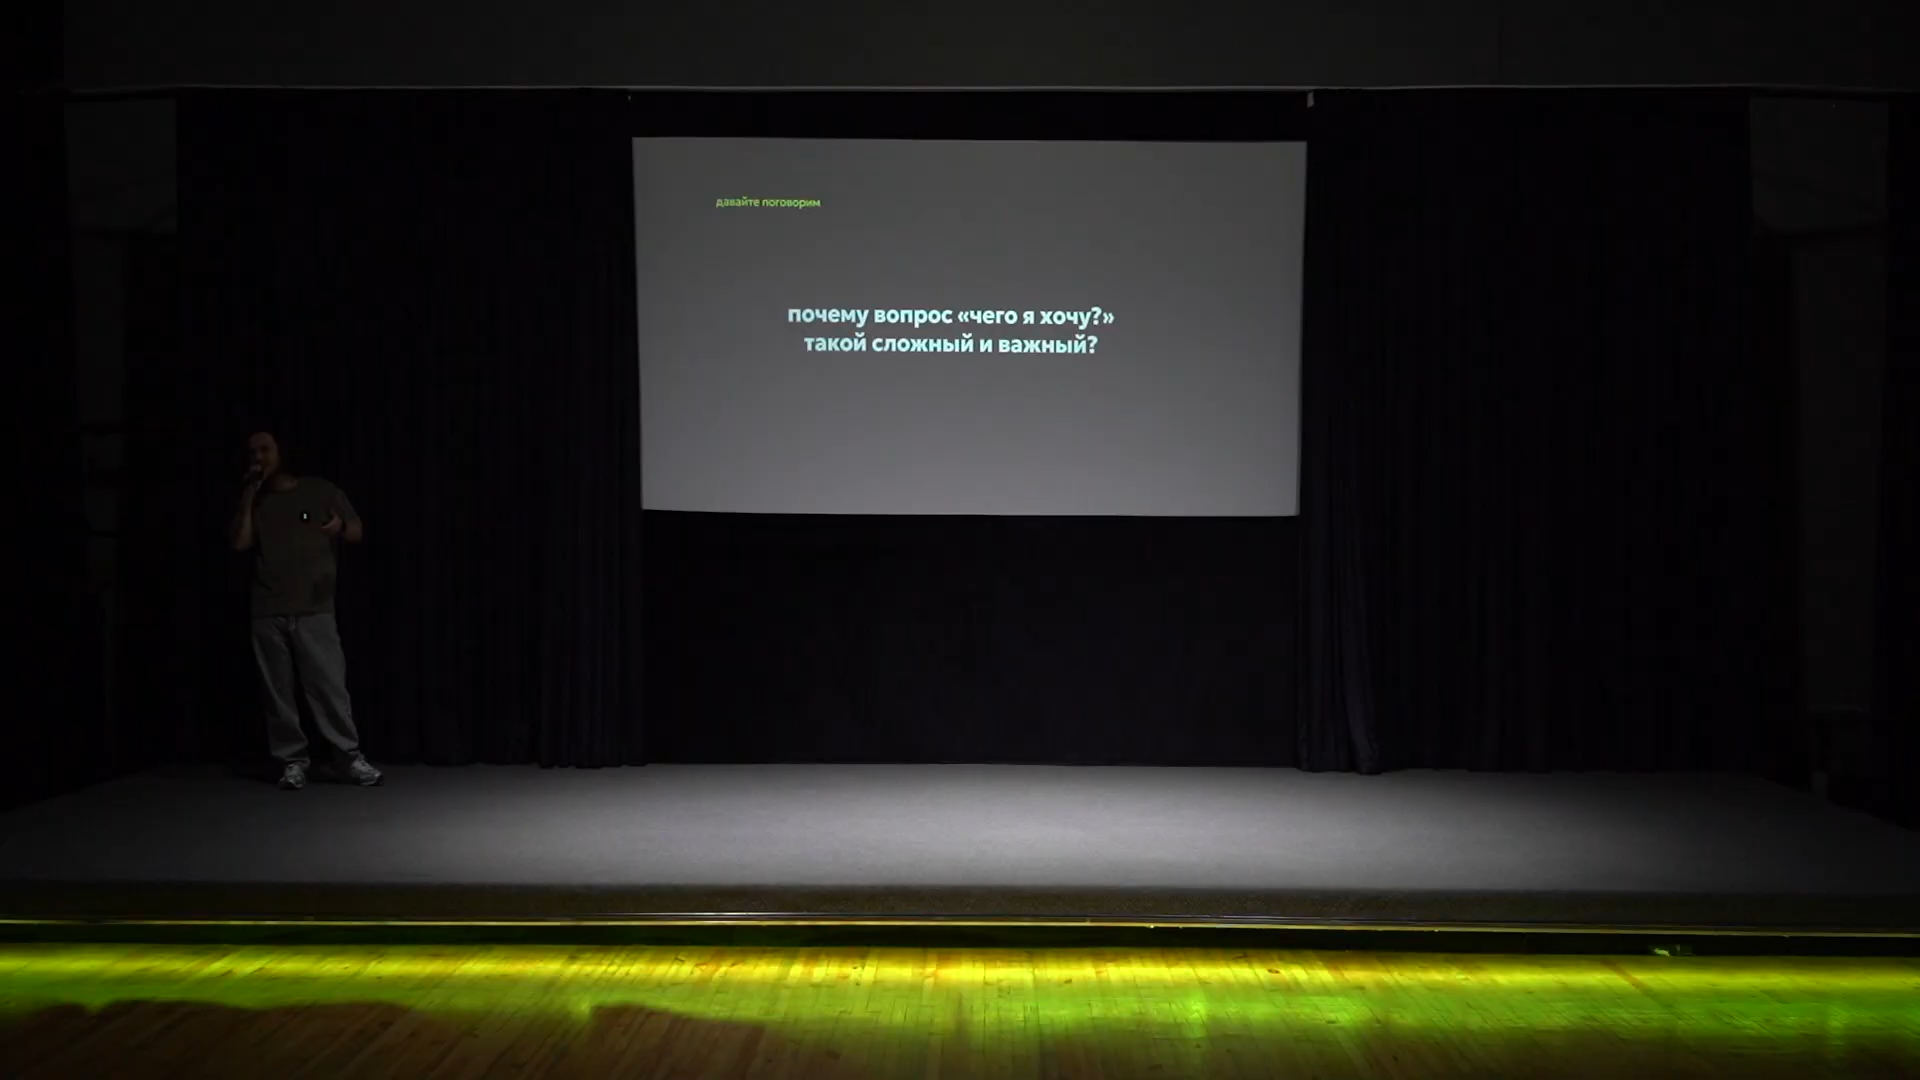 давайте поговорим
почему вопрос «чего я хочу?»
такой сложный и важный?